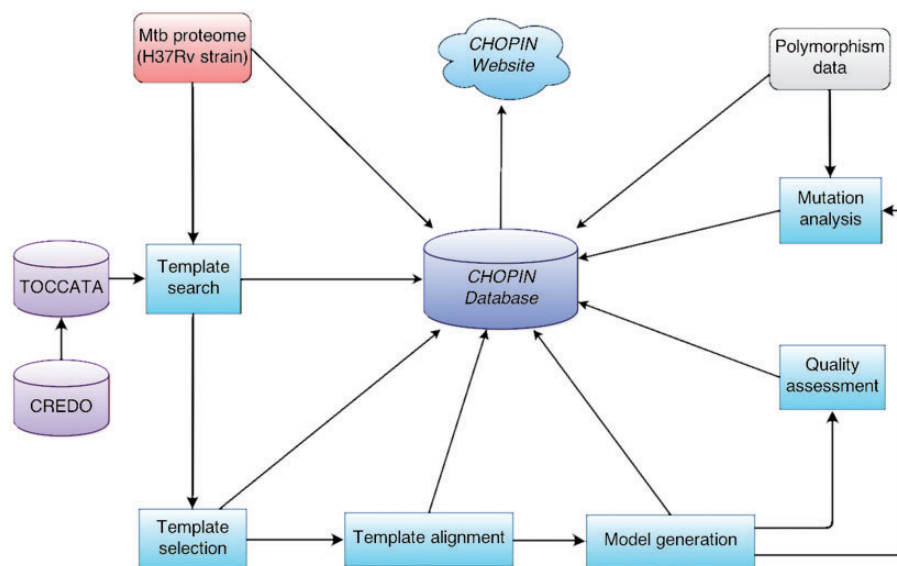 Mtb proteome
(H37Rv strain)
CHOPIN
Website
Polymorphism
data
Mutation
analysis
TOCCATA
Template
search
CHOPIN
Database
CREDO
Quality
assessment
Template
selection
Template alignment
Model generation